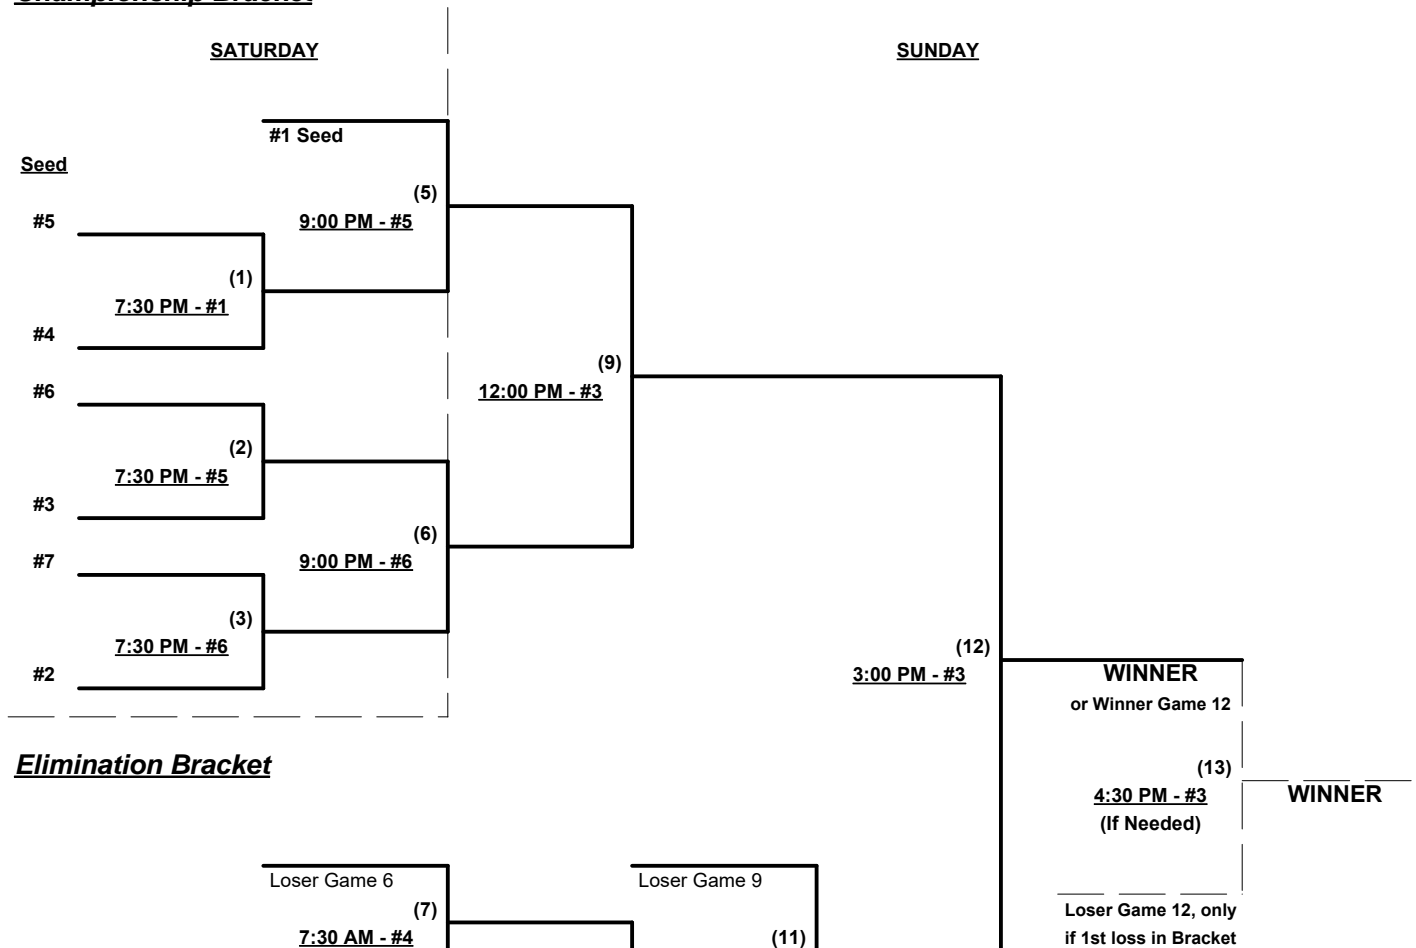 Championship Bracket
SATURDAY
SUNDAY
#1 Seed
Seed
(5)
9:00 PM - #5
#5
(1)
7:30 PM - #1
#4
(9)
12:00 PM - #3
#6
(2)
7:30 PM - #5
#3
(6)
9:00 PM - #6
#7
(3)
7:30 PM - #6
#2
(12)
3:00 PM - #3
WINNER
or Winner Game 12
(13)
4:30 PM - #3
(If Needed)
WINNER
Elimination Bracket
Loser Game 6
Loser Game 9
(7)
7:30 AM - #4
(11)
Loser Game 12, only
if 1st loss in Bracket